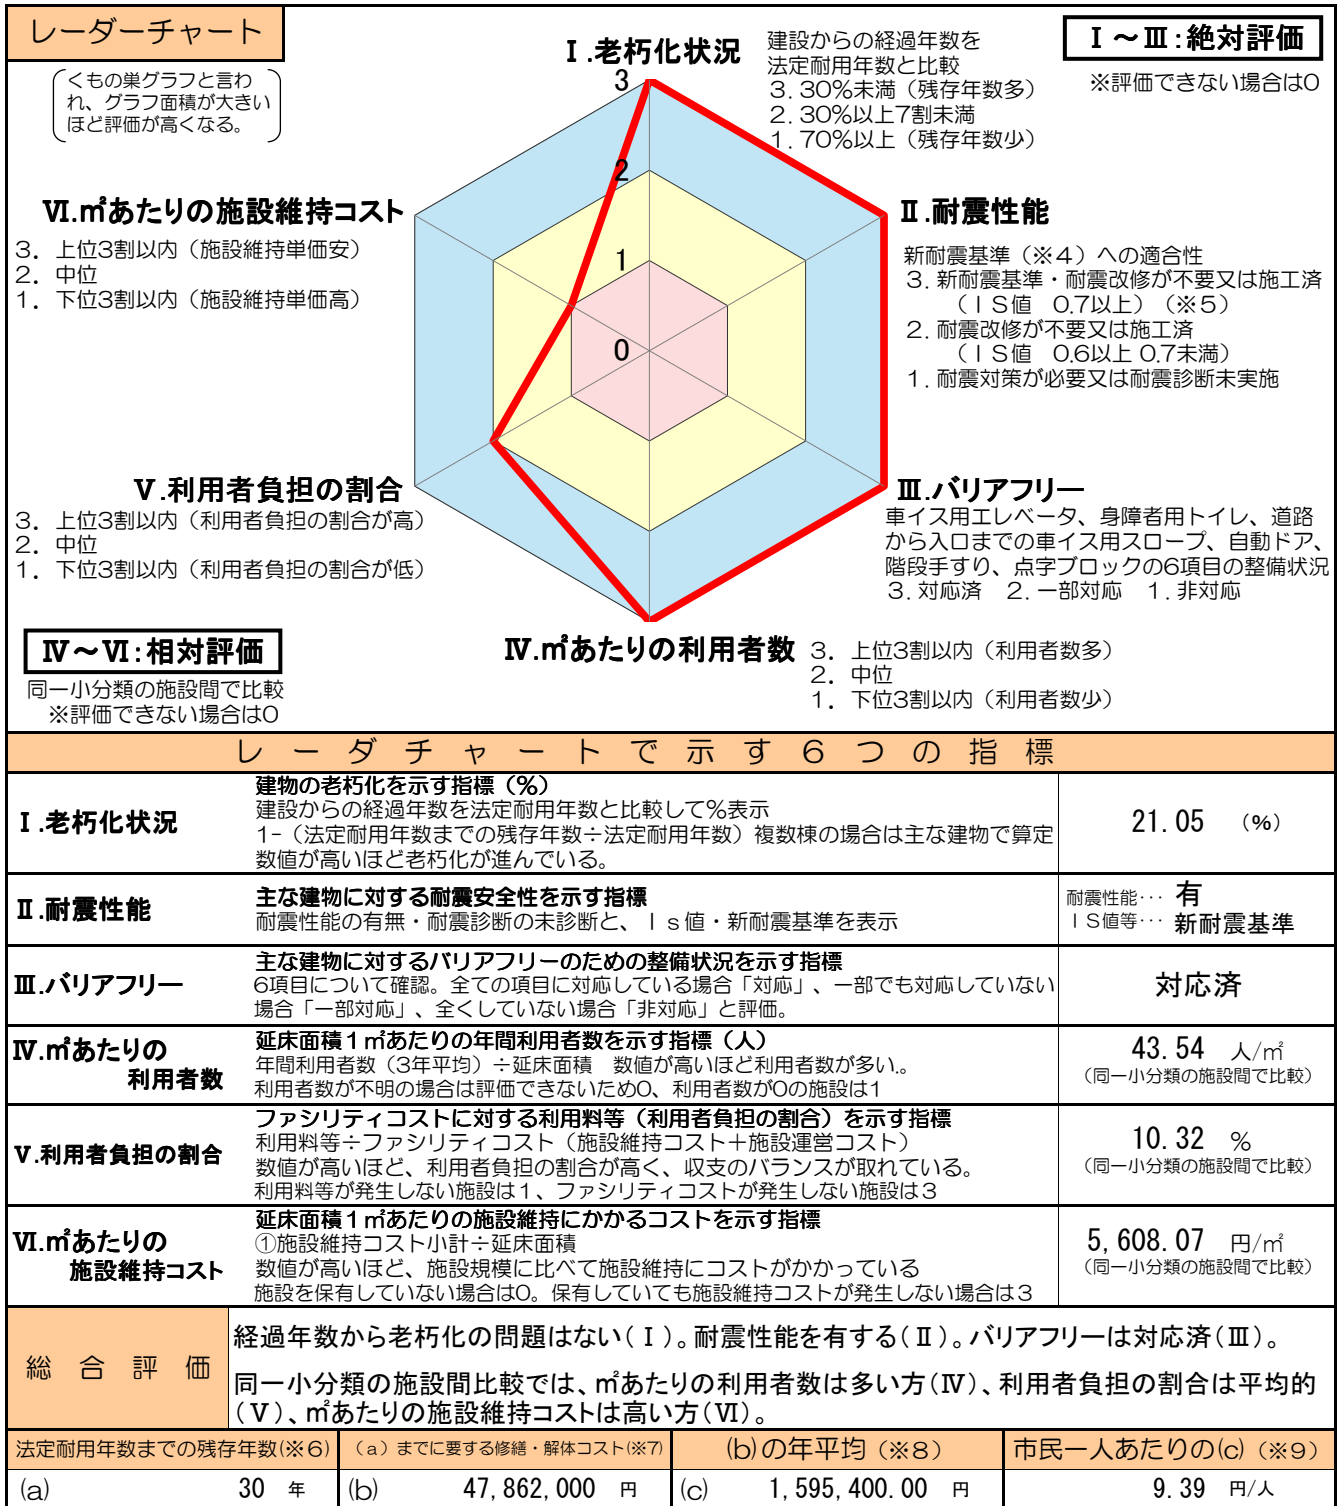 レーダーチャート
くもの巣グラフと言わ
れ、グラフ面積が大きい
ほど評価が高くなる。
Ⅰ～Ⅲ：絶対評価
※評価できない場合は0
Ⅰ.老朽化状況
建設からの経過年数を
法定耐用年数と比較
3. 30%未満（残存年数多）
2. 30%以上7割未満
1. 70%以上（残存年数少）
3
2
1
0
Ⅱ.耐震性能
新耐震基準（※4）への適合性
3. 新耐震基準・耐震改修が不要又は施工済
（ＩＳ値　0.7以上）（※5）
2. 耐震改修が不要又は施工済
（ＩＳ値　0.6以上 0.7未満）
1. 耐震対策が必要又は耐震診断未実施
Ⅵ.㎡あたりの施設維持コスト
3. 上位3割以内（施設維持単価安）
2. 中位
1. 下位3割以内（施設維持単価高）
Ⅴ.利用者負担の割合
3. 上位3割以内（利用者負担の割合が高）
2. 中位
1. 下位3割以内（利用者負担の割合が低）
Ⅲ.バリアフリー
車イス用エレベータ、身障者用トイレ、道路
から入口までの車イス用スロープ、自動ドア、
階段手すり、点字ブロックの6項目の整備状況
3. 対応済　2. 一部対応　1. 非対応
Ⅳ～Ⅵ：相対評価
同一小分類の施設間で比較
※評価できない場合は0
Ⅳ.㎡あたりの利用者数
3. 上位3割以内（利用者数多）
2. 中位
1. 下位3割以内（利用者数少）
レーダチャートで示す6つの指標
Ⅰ.老朽化状況
建物の老朽化を示す指標（%）
建設からの経過年数を法定耐用年数と比較して%表示
1-（法定耐用年数までの残存年数÷法定耐用年数）複数棟の場合は主な建物で算定
数値が高いほど老朽化が進んでいる。
21.05　（%）
Ⅱ.耐震性能
主な建物に対する耐震安全性を示す指標
耐震性能の有無・耐震診断の未診断と、Ｉｓ値・新耐震基準を表示
耐震性能… 有
ＩＳ値等… 新耐震基準
Ⅲ.バリアフリー
主な建物に対するバリアフリーのための整備状況を示す指標
6項目について確認。全ての項目に対応している場合「対応」、一部でも対応していない
場合「一部対応」、全くしていない場合「非対応」と評価。
対応済
Ⅳ.㎡あたりの
利用者数
延床面積１㎡あたりの年間利用者数を示す指標（人）
年間利用者数（3年平均）÷延床面積　数値が高いほど利用者数が多い。
利用者数が不明の場合は評価できないため0、利用者数が0の施設は1
43.54　人/㎡
（同一小分類の施設間で比較）
Ⅴ.利用者負担の割合
ファシリティコストに対する利用料等（利用者負担の割合）を示す指標
利用料等÷ファシリティコスト（施設維持コスト＋施設運営コスト）
数値が高いほど、利用者負担の割合が高く、収支のバランスが取れている。
利用料等が発生しない施設は１、ファシリティコストが発生しない施設は３
10.32　%
（同一小分類の施設間で比較）
Ⅵ.㎡あたりの
施設維持コスト
延床面積１㎡あたりの施設維持にかかるコストを示す指標
①施設維持コスト小計÷延床面積
数値が高いほど、施設規模に比べて施設維持にコストがかかっている
施設を保有していない場合は0。保有していても施設維持コストが発生しない場合は３
5,608.07　円/㎡
（同一小分類の施設間で比較）
総合評価
経過年数から老朽化の問題はない（Ⅰ）。耐震性能を有する（Ⅱ）。バリアフリーは対応済（Ⅲ）。
同一小分類の施設間比較では、㎡あたりの利用者数は多い方（Ⅳ）、利用者負担の割合は平均的
（Ⅴ）、㎡あたりの施設維持コストは高い方（Ⅵ）。
法定耐用年数までの残存年数(※6)
（a）までに要する修繕・解体コスト(※7)
(b)の年平均（※8）
市民一人あたりの(c)（※9）
(a)　30　年
(b)　47,862,000　円
(c)　1,595,400.00　円
9.39　円/人